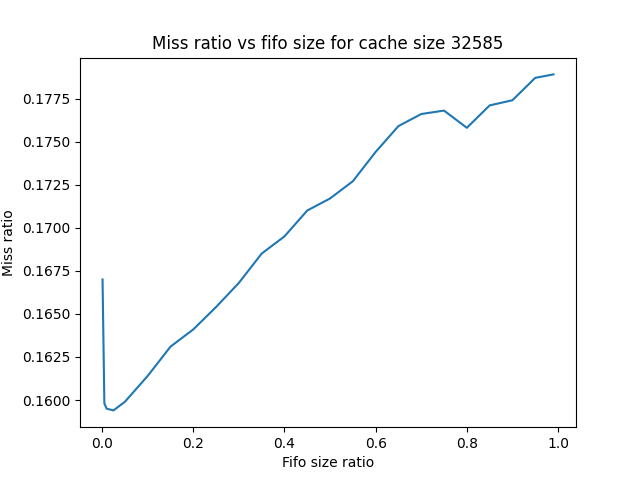 Miss ratio vs fifo size for cache size 32585
0.1775
0.1750
0.1725
0.1700
0.1675
0.1650
0.1625
0.1600
Miss ratio
0.0 0.2 0.4 0.6 0.8 1.0
Fifo size ratio